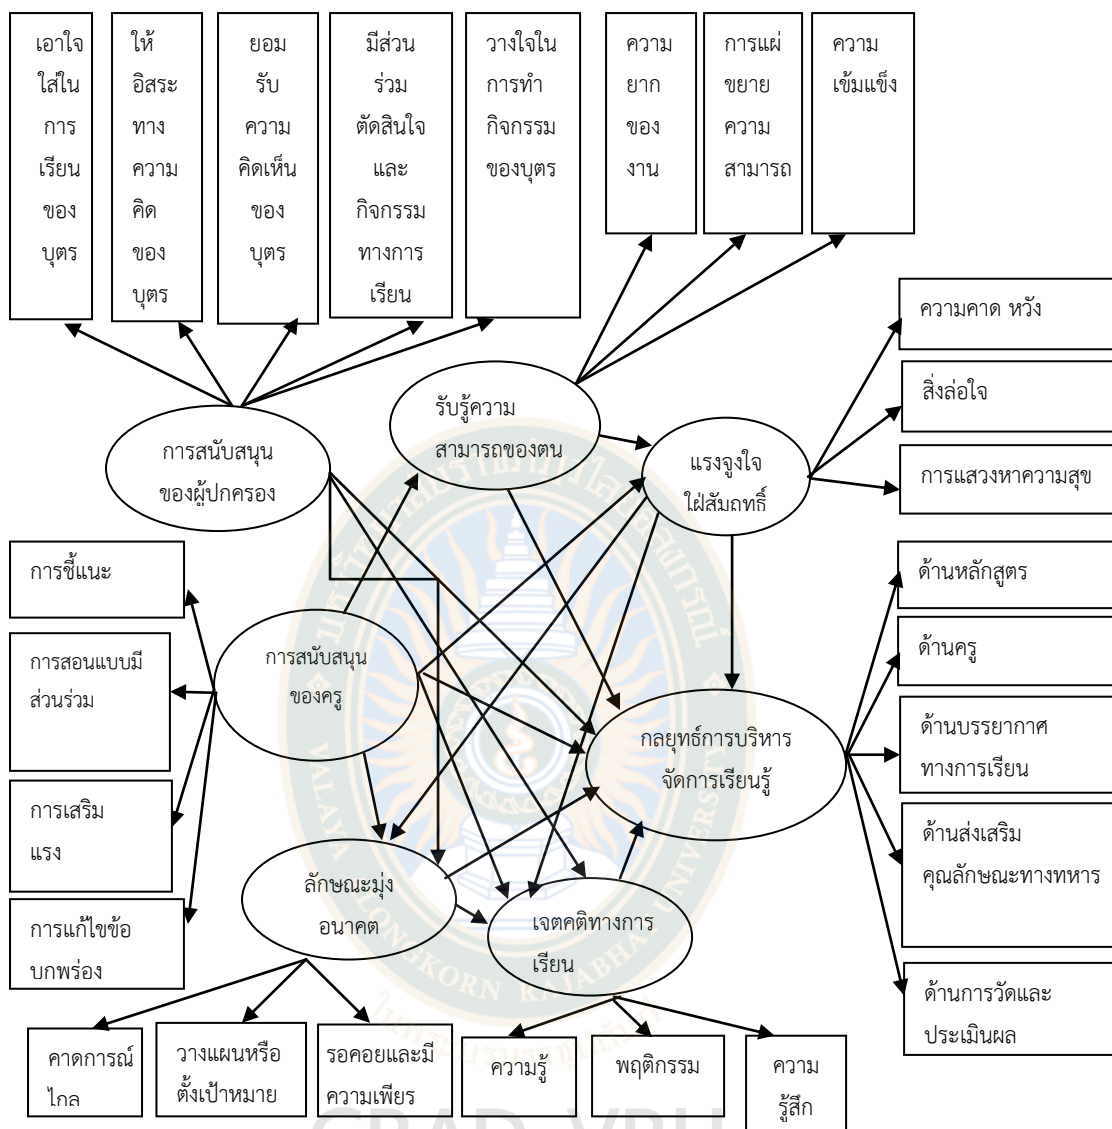 เอาใจ
ใส่ใน
การ
เรียน
ของ
บุตร
ให้
อิสระ
ทาง
ความ
คิด
ของ
บุตร
ยอม
รับ
ความ
คิดเห็น
ของ
บุตร
มีส่วน
ร่วม
ตัดสินใจ
และ
กิจกรรม
ทางการ
เรียน
วางใจใน
การทำ
กิจกรรม
ของบุตร
ความ
ยาก
ของ
งาน
การแผ่
ขยาย
ความ
สามารถ
ความ
เข้มแข็ง
ความคาด หวัง
สิ่งล่อใจ
การแสวงหาความสุข
รับรู้ความ
สามารถของตน
การสนับสนุน
ของผู้ปกครอง
แรงจูงใจ
ใฝ่สัมฤทธิ์
การชี้แนะ
การสอนแบบมี
ส่วนร่วม
การเสริม
แรง
การแก้ไขข้อ
บกพร่อง
การสนับสนุน
ของครู
กลยุทธ์การบริหาร
จัดการเรียนรู้
ด้านหลักสูตร
ด้านครู
ด้านบรรยากาศ
ทางการเรียน
ด้านส่งเสริม
คุณลักษณะทางทหาร
ด้านการวัดและ
ประเมินผล
ลักษณะมุ่ง
อนาคต
เจตคติทางการ
เรียน
คาดการณ์
ไกล
วางแผนหรือ
ตั้งเป้าหมาย
รอคอยและมี
ความเพียร
ความรู้
พฤติกรรม
ความ
รู้สึก
VALAYA ALONGKORN RAJABHAT UNIVERSITY
GRAD VRU